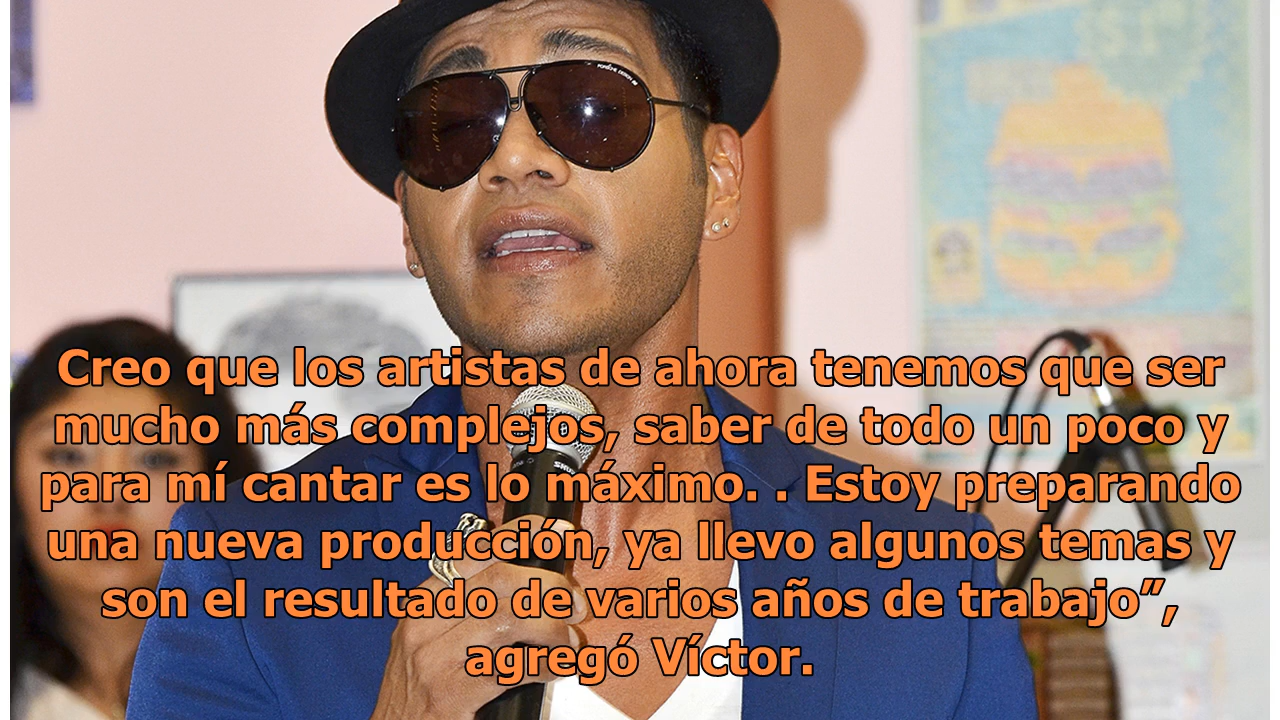 PORSCHE DESIGN
Creo que los artistas de ahora tenemos que ser
mucho más complejos, saber de todo un poco y
para mí cantar es lo máximo. . Estoy preparando
una nueva producción, ya llevo algunos temas y
son el resultado de varios años de trabajo”,
agregó Víctor.